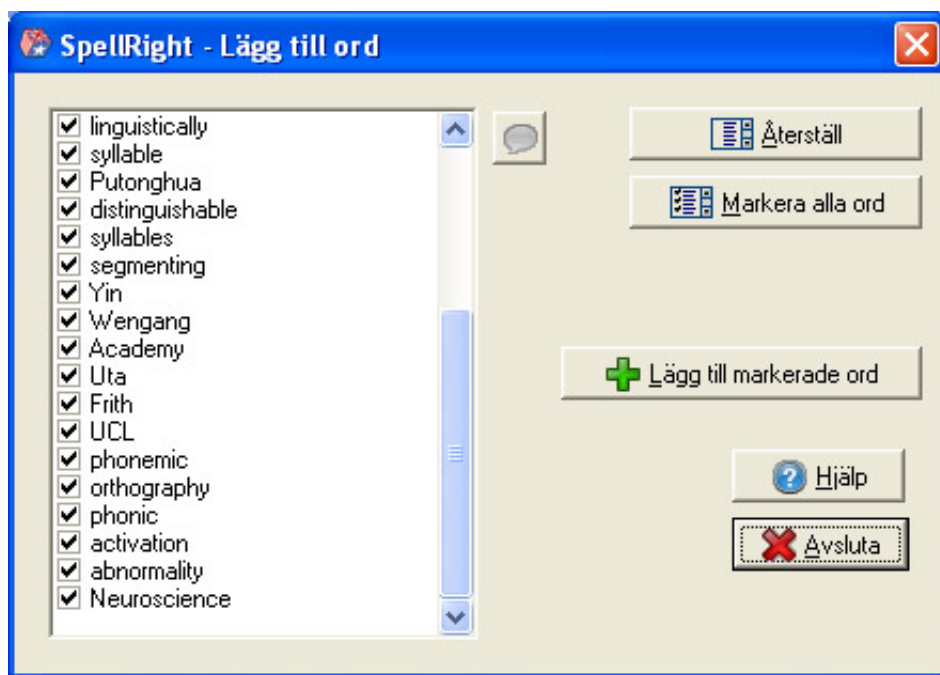 SpellRight - Lägg till ord
linguistically
syllable
Putonghua
distinguishable
syllables
segmenting
Yin
Wengang
Academy
Uta
Frith
UCL
phonemic
orthography
phonic
activation
abnormality
Neuroscience
Återställ
Markera alla ord
Lägg till markerade ord
Hjälp
Avsluta